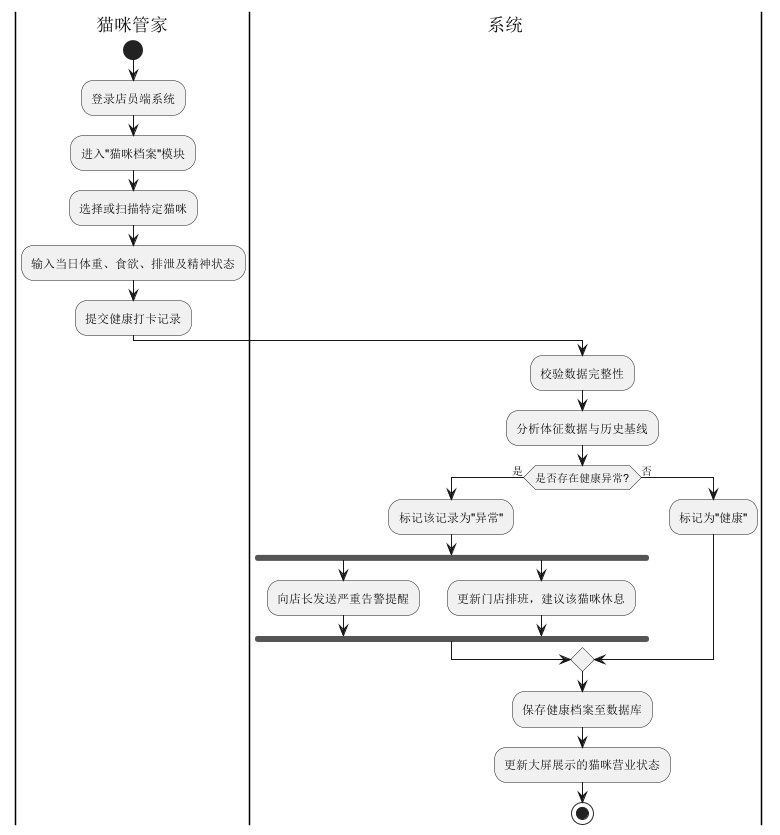 猫咪管家
系统
登录店员端系统
进入"猫咪档案"模块
选择或扫描特定猫咪
输入当日体重、食欲、排泄及精神状态
提交健康打卡记录
校验数据完整性
分析体征数据与历史基线
是
是否存在健康异常?
否
标记该记录为"异常"
标记为"健康"
向店长发送严重告警提醒
更新门店排班，建议该猫咪休息
保存健康档案至数据库
更新大屏展示的猫咪营业状态